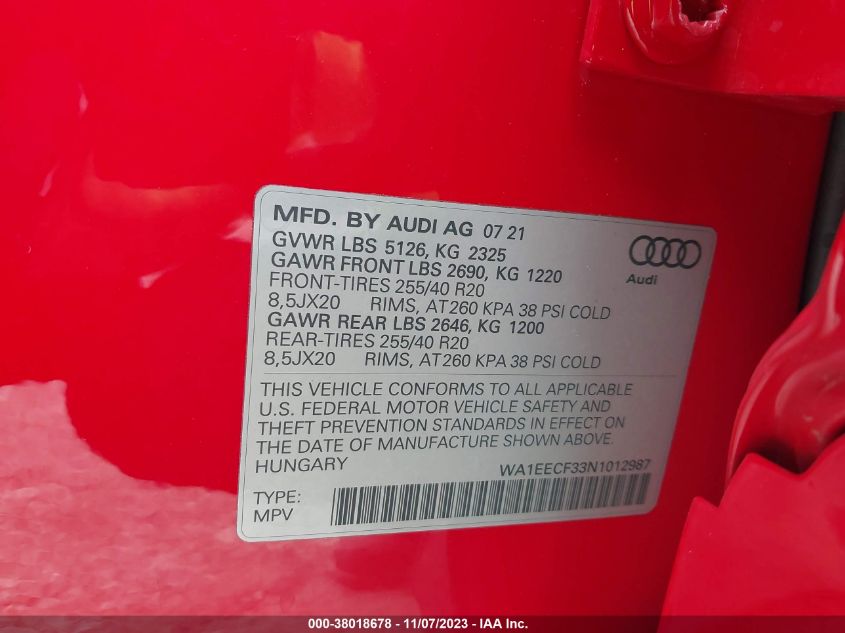 MFD. BY AUDI AG 07 21
GVWR LBS 5126, KG 2325
GAWR FRONT LBS 2690, KG 1220
FRONT-TIRES 255/40 R20
8,5JX20 RIMS, AT 260 KPA 38 PSI COLD
GAWR REAR LBS 2646, KG 1200
REAR-TIRES 255/40 R20
8,5JX20 RIMS, AT 260 KPA 38 PSI COLD
Audi
THIS VEHICLE CONFORMS TO ALL APPLICABLE
U.S. FEDERAL MOTOR VEHICLE SAFETY AND
THEFT PREVENTION STANDARDS IN EFFECT ON
THE DATE OF MANUFACTURE SHOWN ABOVE.
HUNGARY WA1EECF33N1012987
TYPE:
MPV
000-38018678 - 11/07/2023 - IAA Inc.